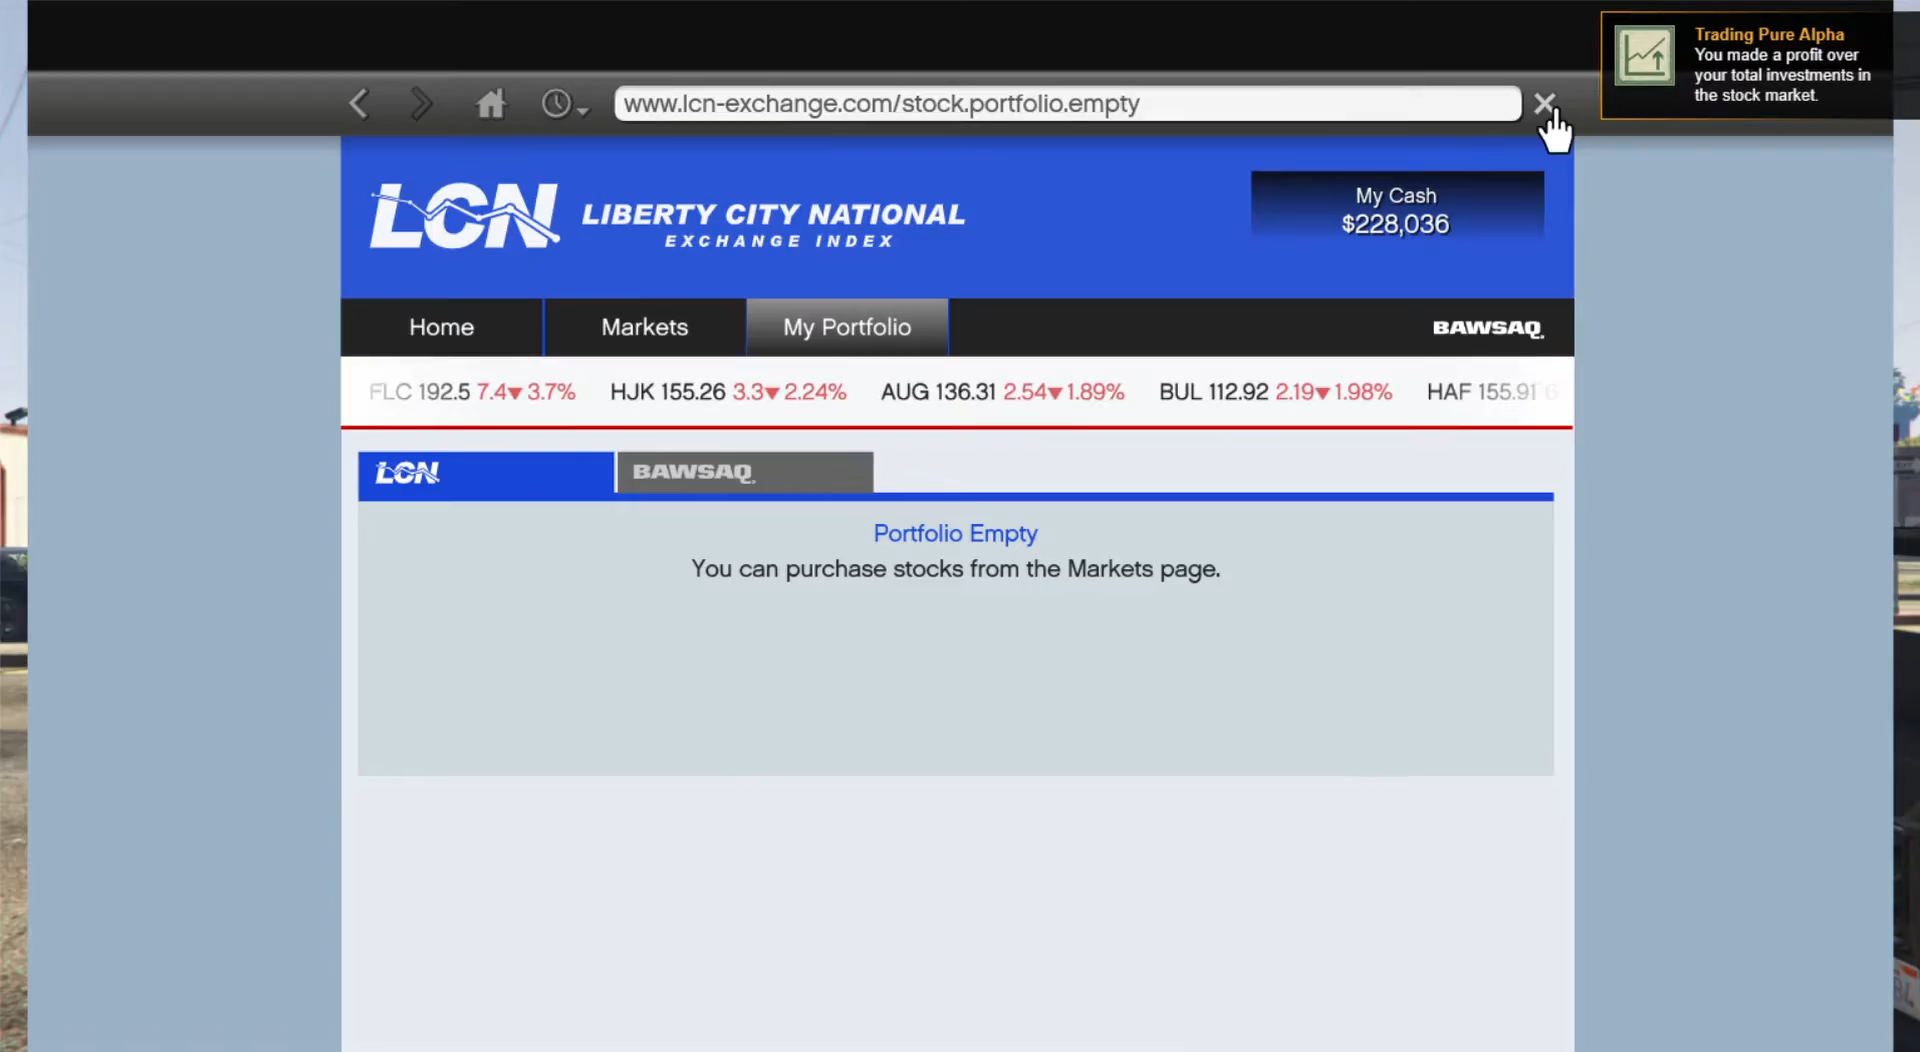 Trading Pure Alpha
You made a profit over
your total investments in
the stock market.
www.lcn-exchange.com/stock.portfolio.empty
LCN
LIBERTY CITY NATIONAL
EXCHANGE INDEX
My Cash
$228,036
Home
Markets
My Portfolio
BAWSAQ.
FLC 192.5 7.4▼3.7% HJK 155.26 3.3▼2.24% AUG 136.31 2.54▼1.89% BUL 112.92 2.19▼1.98% HAF 155.91 6
LCN
BAWSAQ.
Portfolio Empty
You can purchase stocks from the Markets page.